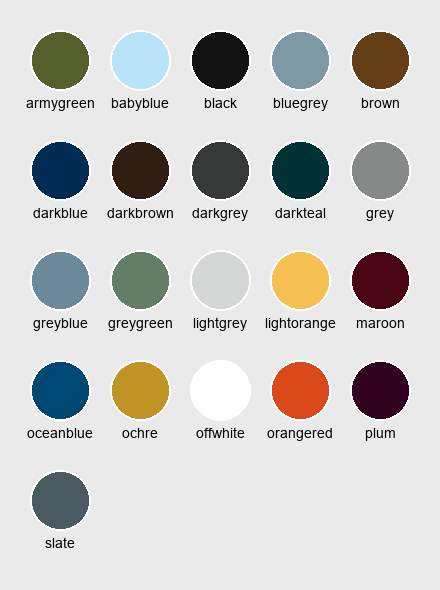 armygreen babyblue black bluegrey brown
darkblue darkbrown darkgrey darkteal grey
greyblue greygreen lightgrey lightorange maroon
oceanblue ochre offwhite orangered plum
slate